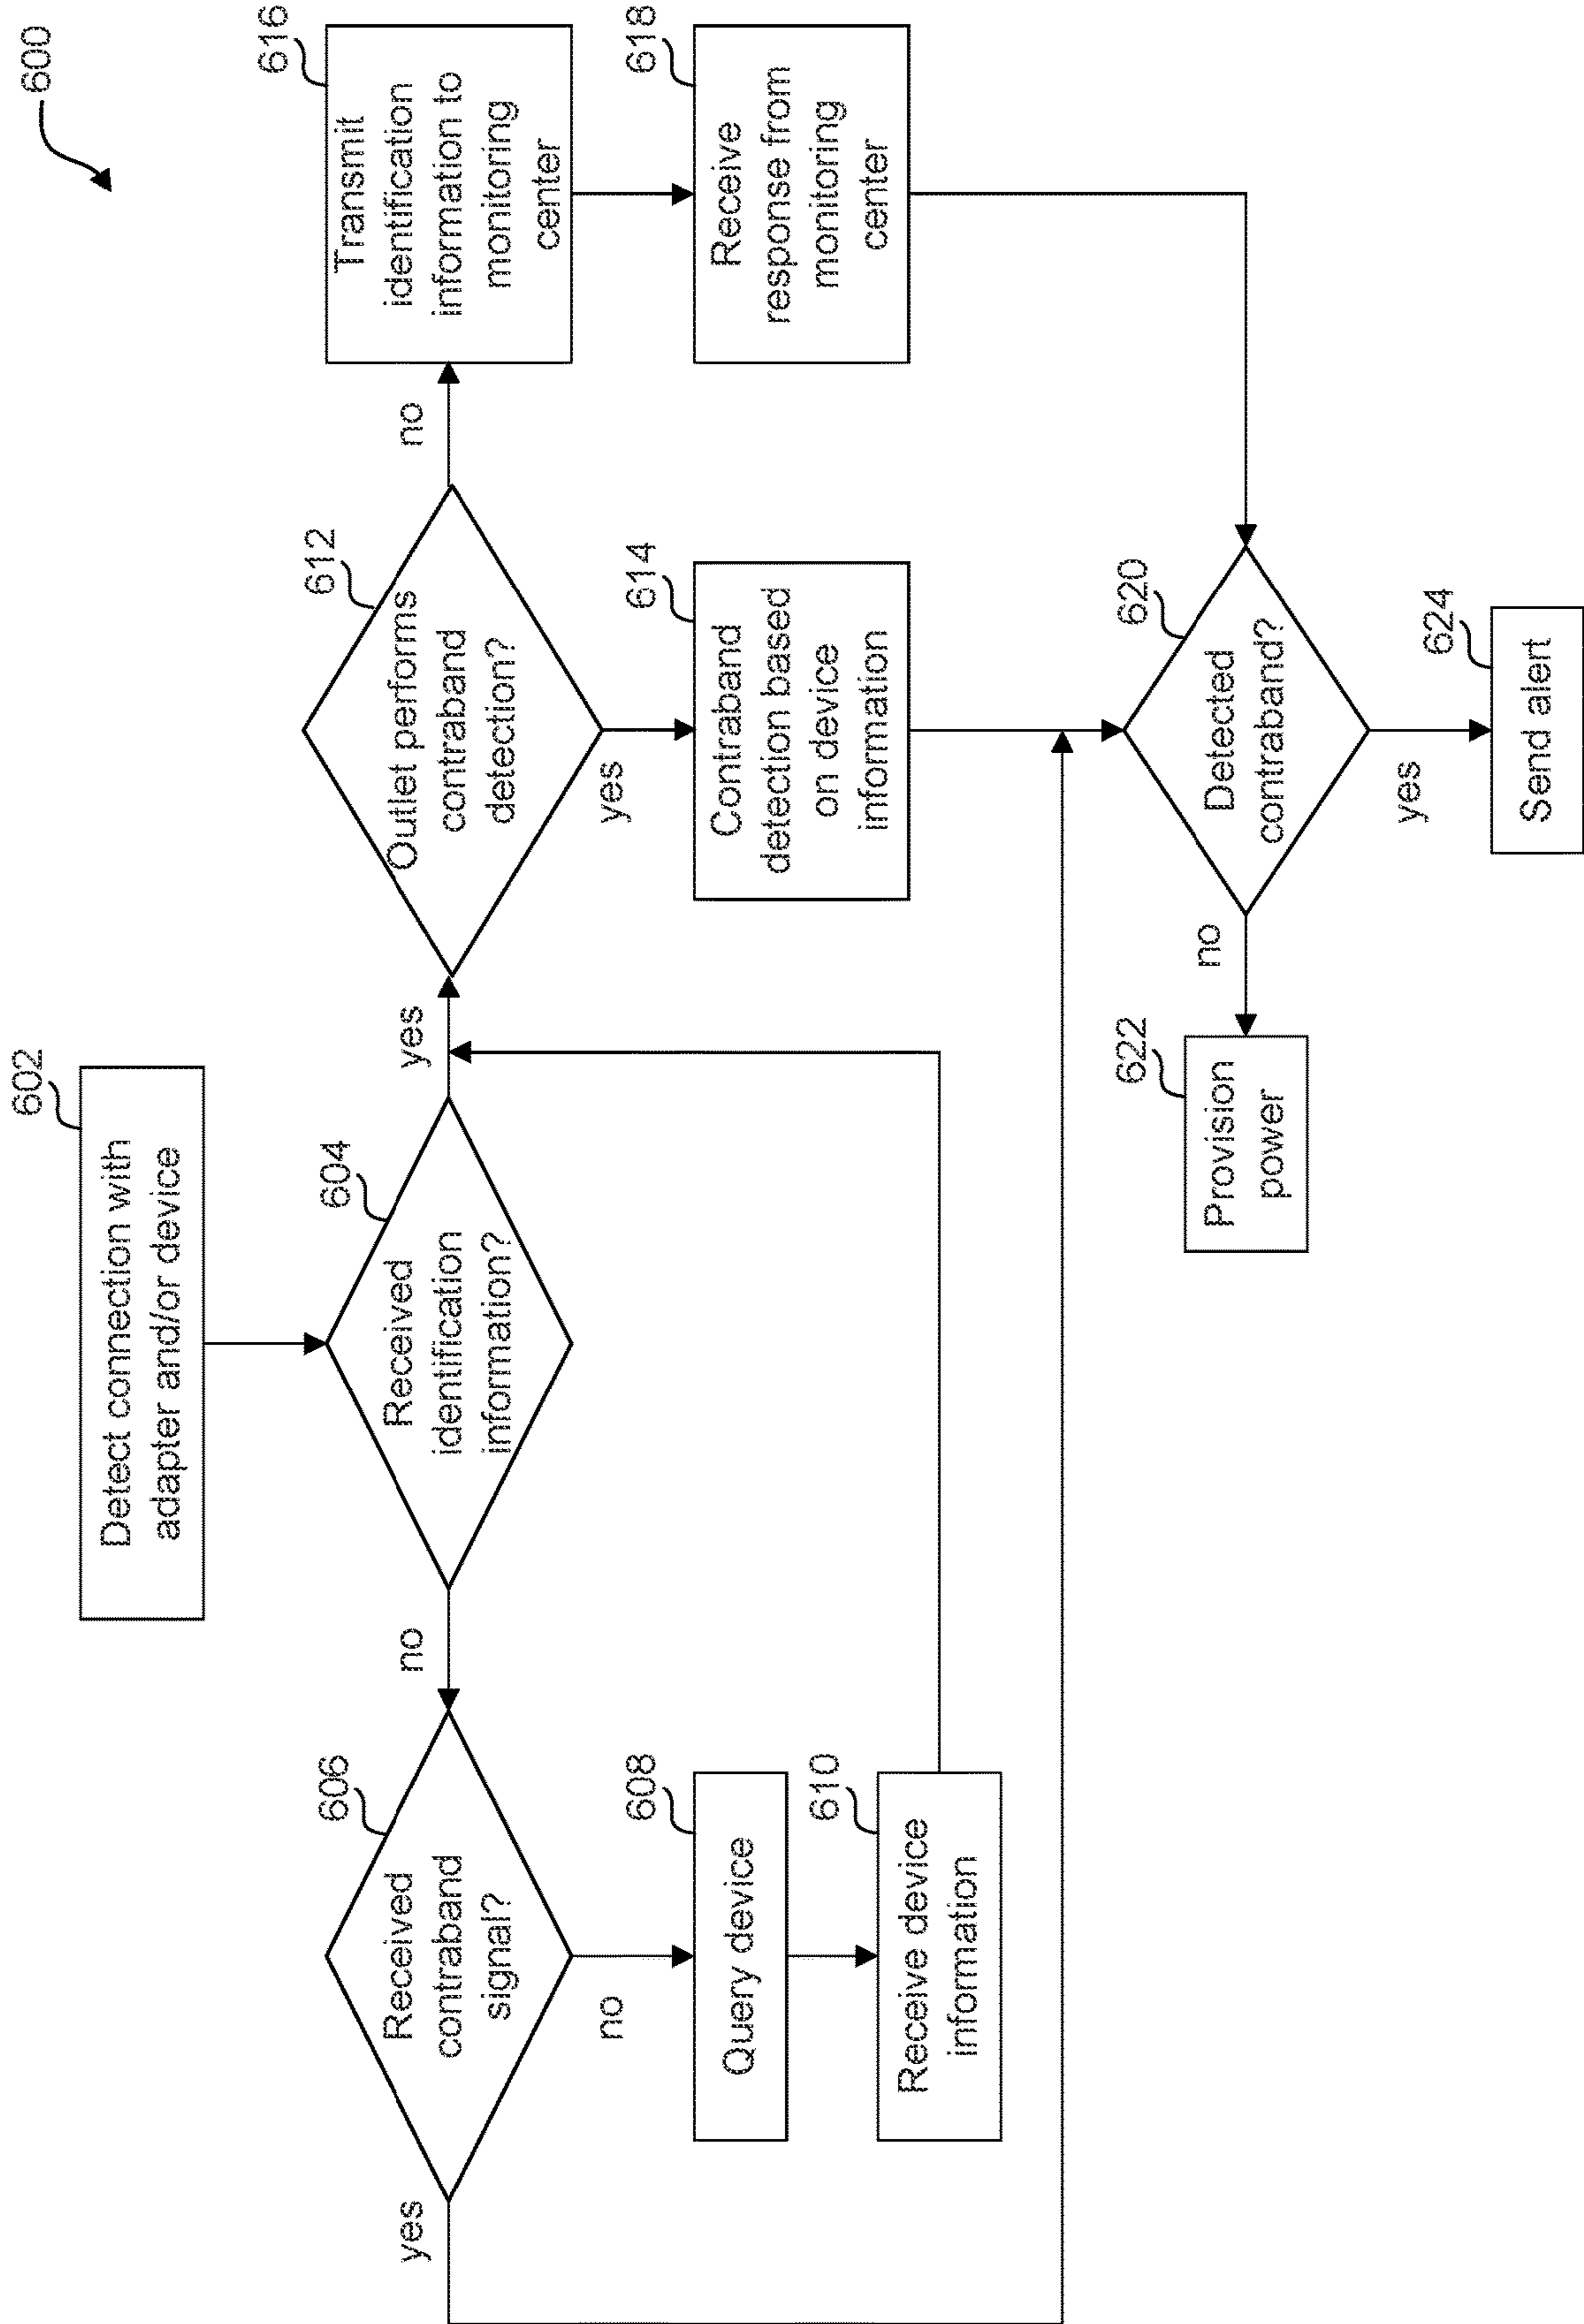 600
602
Detect connection with
adapter and/or device
604
Received
identification
information?
no
yes
606
Received
contraband
signal?
yes
no
608
Query device
610
Receive device
information
612
Outlet performs
contraband
detection?
no
yes
614
Contraband
detection based
on device
information
616
Transmit
identification
information to
monitoring
center
618
Receive
response from
monitoring
center
620
Detected
contraband?
no
yes
622
Provision
power
624
Send alert